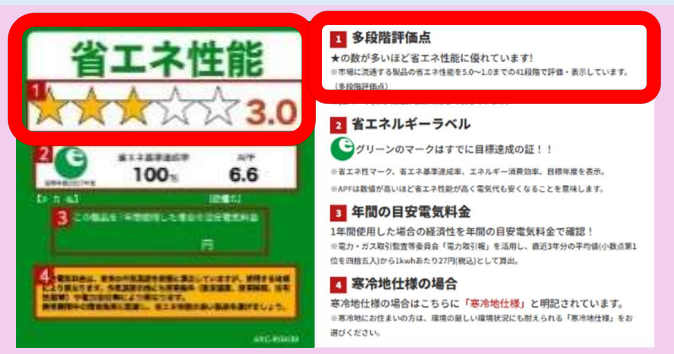 省エネ性能
1
3.0
2
省エネ基準達成率
APF
100%
6.6
3 この製品を1年間使用した場合の目安電気料金
円
4
1 多段階評価点
★の数が多いほど省エネ性能に優れています!
※市場に流通する製品の省エネ性能を5.0~1.0までの41段階で評価・表示しています。
(多段階評価点)
2 省エネルギーラベル
グリーンのマークはすでに目標達成の証!!
※省エネ性マーク、省エネ基準達成率、エネルギー消費効率、目標年度を表示。
※APFは数値が高いほど省エネ性能が高く電気代も安くなることを意味します。
3 年間の目安電気料金
1年間使用した場合の経済性を年間の目安電気料金で確認!
※電力・ガス取引監査等委員会「電力取引報」を活用し、直近3年分の平均値(小数点第1
位を四捨五入)から1kwhあたり27円(税込)として算出。
4 寒冷地仕様の場合
寒冷地仕様の場合はこちらに「寒冷地仕様」と明記されています。
※寒冷地にお住まいの方は、環境の厳しい環境状況にも耐えられる「寒冷地仕様」をお
選びください。